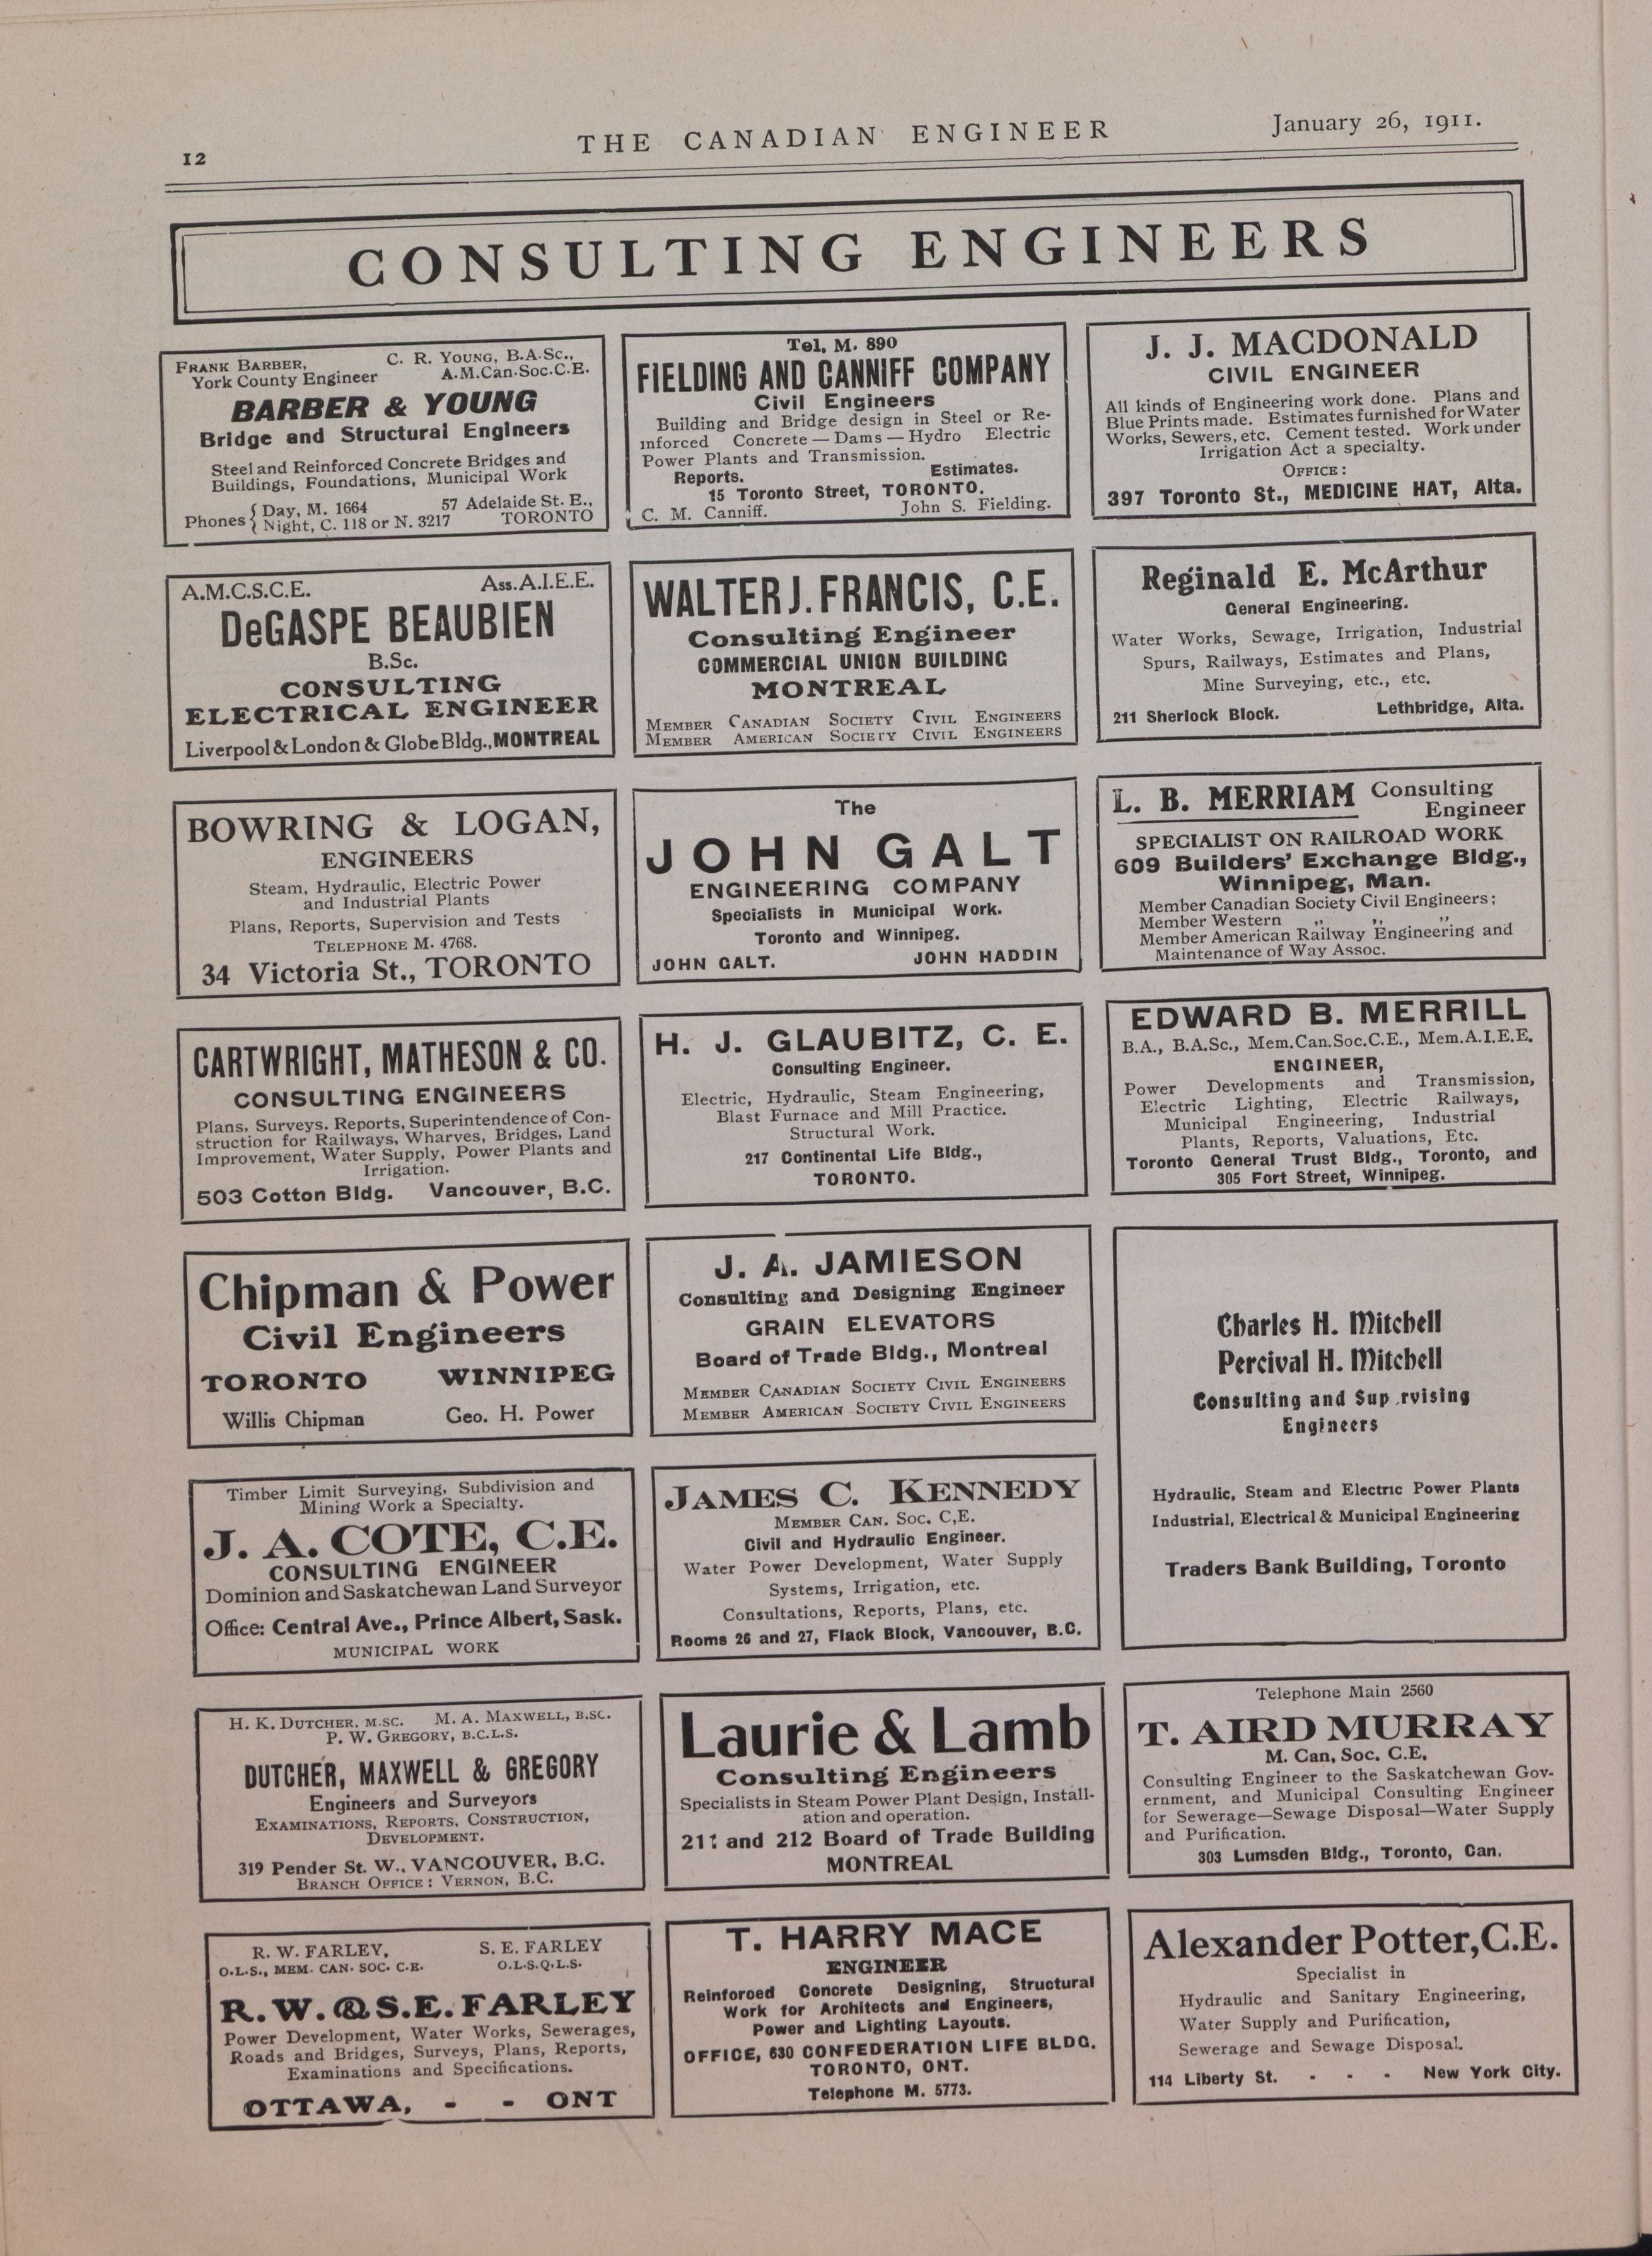 12
THE CANADIAN ENGINEER
January 26, 1911.
CONSULTING ENGINEERS
FRANK BARBER,
York County Engineer
C. R. YOUNG, B.A.Sc.,
A.M.Can.Soc.C.E.
BARBER & YOUNG
Bridge and Structural Engineers
Steel and Reinforced Concrete Bridges and
Buildings, Foundations, Municipal Work
Phones { Day, M. 1664
Night, C. 118 or N. 3217
57 Adelaide St. E.,
TORONTO
Tel, M. 890
FIELDING AND CANNIFF COMPANY
Civil Engineers
Building and Bridge design in Steel or Re-
inforced Concrete — Dams — Hydro Electric
Power Plants and Transmission.
Reports. Estimates.
15 Toronto Street, TORONTO.
C. M. Canniff. John S. Fielding.
J. J. MACDONALD
CIVIL ENGINEER
All kinds of Engineering work done. Plans and
Blue Prints made. Estimates furnished for Water
Works, Sewers, etc. Cement tested. Work under
Irrigation Act a specialty.
OFFICE:
397 Toronto St., MEDICINE HAT, Alta.
A.M.C.S.C.E. Ass.A.I.E.E.
DeGASPE BEAUBIEN
B.Sc.
CONSULTING
ELECTRICAL ENGINEER
Liverpool & London & Globe Bldg., MONTREAL
WALTER J. FRANCIS, C.E.
Consulting Engineer
COMMERCIAL UNION BUILDING
MONTREAL
MEMBER CANADIAN SOCIETY CIVIL ENGINEERS
MEMBER AMERICAN SOCIETY CIVIL ENGINEERS
Reginald E. McArthur
General Engineering.
Water Works, Sewage, Irrigation, Industrial
Spurs, Railways, Estimates and Plans,
Mine Surveying, etc., etc.
211 Sherlock Block. Lethbridge, Alta.
BOWRING & LOGAN,
ENGINEERS
Steam, Hydraulic, Electric Power
and Industrial Plants
Plans, Reports, Supervision and Tests
TELEPHONE M. 4768.
34 Victoria St., TORONTO
The
JOHN GALT
ENGINEERING COMPANY
Specialists in Municipal Work.
Toronto and Winnipeg.
JOHN GALT. JOHN HADDIN
L. B. MERRIAM Consulting
Engineer
SPECIALIST ON RAILROAD WORK
609 Builders' Exchange Bldg.,
Winnipeg, Man.
Member Canadian Society Civil Engineers;
Member Western ,, ,, ,,
Member American Railway Engineering and
Maintenance of Way Assoc.
CARTWRIGHT, MATHESON & CO.
CONSULTING ENGINEERS
Plans, Surveys. Reports, Superintendence of Con-
struction for Railways, Wharves, Bridges, Land
Improvement, Water Supply, Power Plants and
Irrigation.
503 Cotton Bldg. Vancouver, B.C.
H. J. GLAUBITZ, C. E.
Consulting Engineer.
Electric, Hydraulic, Steam Engineering,
Blast Furnace and Mill Practice.
Structural Work.
217 Continental Life Bldg.,
TORONTO.
EDWARD B. MERRILL
B.A., B.A.Sc., Mem.Can.Soc.C.E., Mem.A.I.E.E.
ENGINEER,
Power Developments and Transmission,
Electric Lighting, Electric Railways,
Municipal Engineering, Industrial
Plants, Reports, Valuations, Etc.
Toronto General Trust Bldg., Toronto, and
305 Fort Street, Winnipeg.
Chipman & Power
Civil Engineers
TORONTO WINNIPEG
Willis Chipman Geo. H. Power
J. A. JAMIESON
Consulting and Designing Engineer
GRAIN ELEVATORS
Board of Trade Bldg., Montreal
MEMBER CANADIAN SOCIETY CIVIL ENGINEERS
MEMBER AMERICAN SOCIETY CIVIL ENGINEERS
Charles H. Mitchell
Percival H. Mitchell
Consulting and Sup rvising
Engineers
Hydraulic, Steam and Electric Power Plants
Industrial, Electrical & Municipal Engineering
Traders Bank Building, Toronto
Timber Limit Surveying, Subdivision and
Mining Work a Specialty.
J. A. COTE, C.E.
CONSULTING ENGINEER
Dominion and Saskatchewan Land Surveyor
Office: Central Ave., Prince Albert, Sask.
MUNICIPAL WORK
JAMES C. KENNEDY
MEMBER CAN. SOC. C,E.
Civil and Hydraulic Engineer.
Water Power Development, Water Supply
Systems, Irrigation, etc.
Consultations, Reports, Plans, etc.
Rooms 26 and 27, Flack Block, Vancouver, B.C.
H. K. DUTCHER, M.SC. M. A. MAXWELL, B.SC.
P. W. GREGORY, B.C.L.S.
DUTCHER, MAXWELL & GREGORY
Engineers and Surveyors
EXAMINATIONS, REPORTS, CONSTRUCTION,
DEVELOPMENT.
319 Pender St. W., VANCOUVER, B.C.
BRANCH OFFICE: VERNON, B.C.
Laurie & Lamb
Consulting Engineers
Specialists in Steam Power Plant Design, Install-
ation and operation.
211 and 212 Board of Trade Building
MONTREAL
Telephone Main 2560
T. AIRD MURRAY
M. Can, Soc. C.E,
Consulting Engineer to the Saskatchewan Gov-
ernment, and Municipal Consulting Engineer
for Sewerage—Sewage Disposal—Water Supply
and Purification.
303 Lumsden Bldg., Toronto, Can.
R. W. FARLEY,
O.L.S., MEM. CAN. SOC. C.E.
S. E. FARLEY
O.L.S.Q.L.S.
R. W. & S. E. FARLEY
Power Development, Water Works, Sewerages,
Roads and Bridges, Surveys, Plans, Reports,
Examinations and Specifications.
OTTAWA, - - ONT
T. HARRY MACE
ENGINEER
Reinforced Concrete Designing, Structural
Work for Architects and Engineers,
Power and Lighting Layouts.
OFFICE, 630 CONFEDERATION LIFE BLDG.
TORONTO, ONT.
Telephone M. 5773.
Alexander Potter, C.E.
Specialist in
Hydraulic and Sanitary Engineering,
Water Supply and Purification,
Sewerage and Sewage Disposal.
114 Liberty St. - - - New York City.